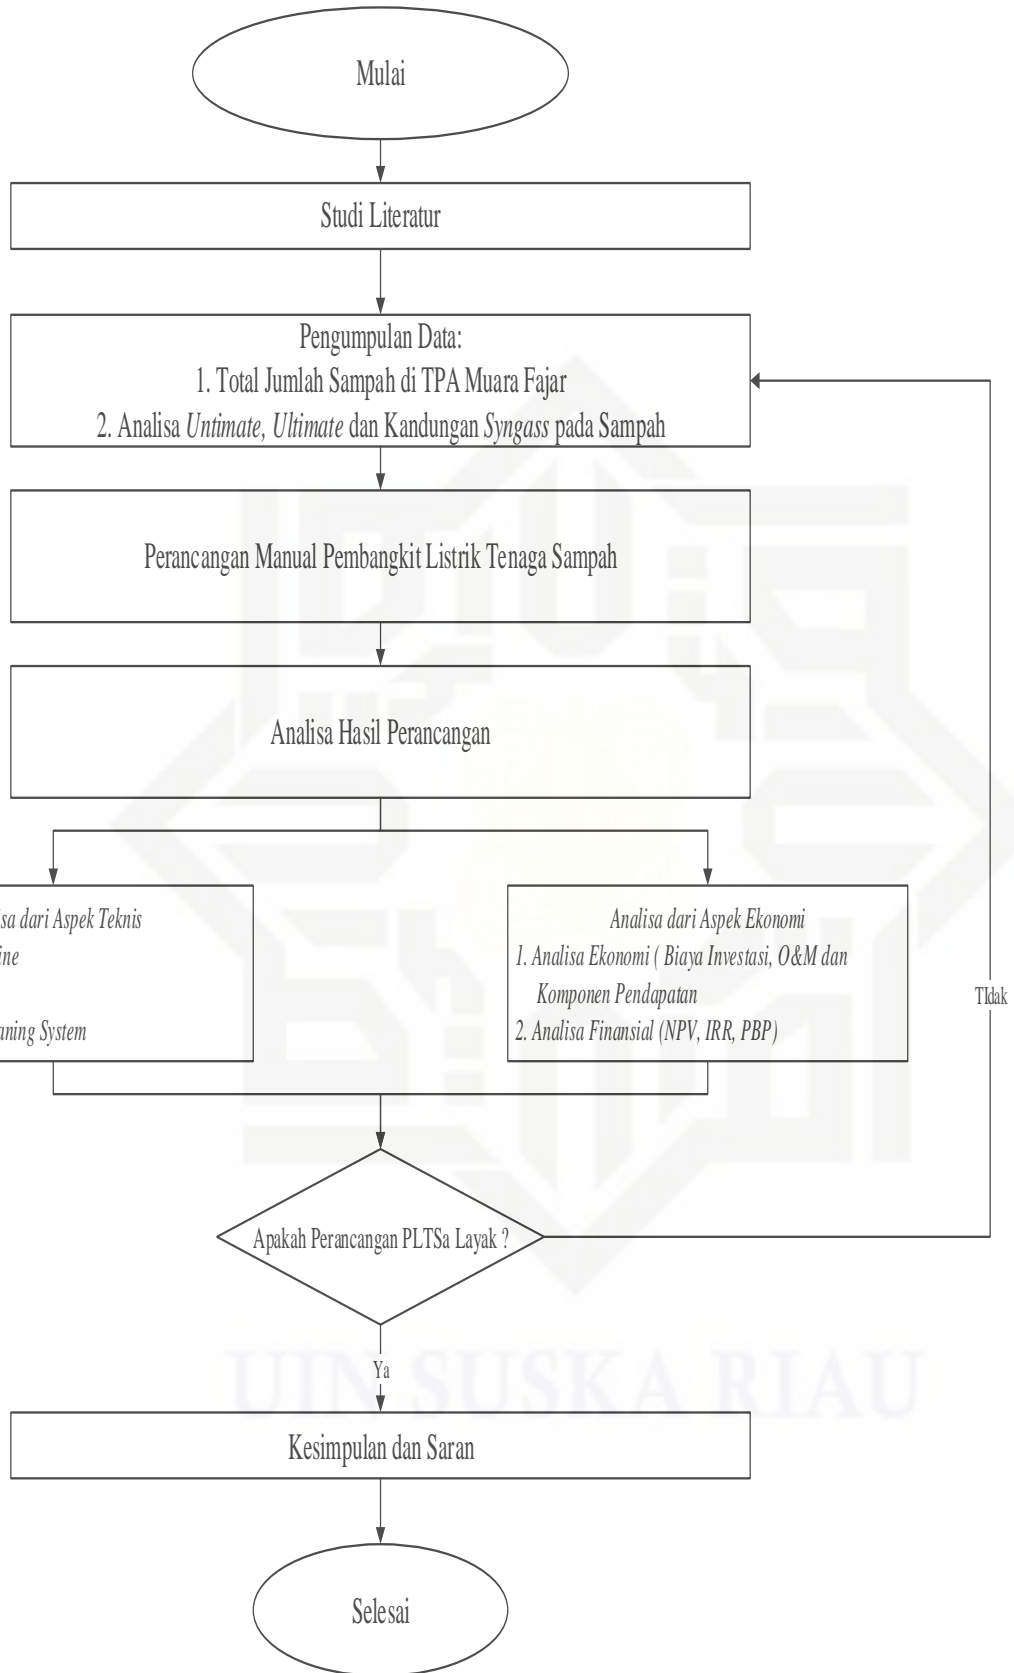 Mulai
Studi Literatur
Pengumpulan Data:
1. Total Jumlah Sampah di TPA Muara Fajar
2. Analisa Untimate, Ultimate dan Kandungan Syngass pada Sampah
Perancangan Manual Pembangkit Listrik Tenaga Sampah
Analisa Hasil Perancangan
dari Aspek Teknis
System
Analisa dari Aspek Ekonomi
1. Analisa Ekonomi ( Biaya Investasi, O&M dan
Komponen Pendapatan
2. Analisa Finansial (NPV, IRR, PBP)
TIdak
Apakah Perancangan PLTSa Layak ?
Ya
UIN SUSKA RIAU
Kesimpulan dan Saran
Selesai